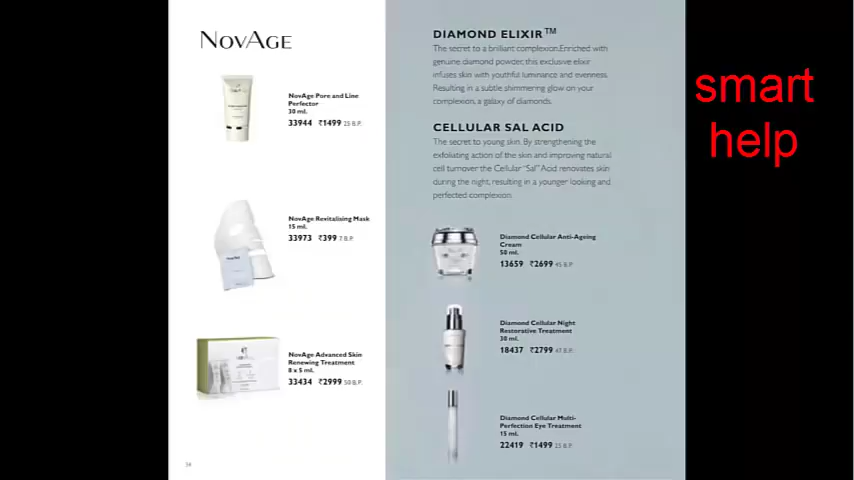 NOVAGE
NovAge Pore and Line
Perfector
30 ml.
33944 ₹1499 25 B.P.
NovAge Revitalising Mask
15 ml.
33973 ₹399 7 B.P.
NovAge Advanced Skin
Renewing Treatment
8 x 5 ml.
33434 ₹2999 50 B.P.
34
DIAMOND ELIXIR™
The secret to a brilliant complexion.Enriched with
genuine diamond powder, this exclusive elixir
infuses skin with youthful luminance and evenness.
Resulting in a subtle shimmering glow on your
complexion, a galaxy of diamonds.
CELLULAR SAL ACID
The secret to young skin. By strengthening the
exfoliating action of the skin and improving natural
cell turnover the Cellular "Sal" Acid renovates skin
during the night, resulting in a younger looking and
perfected complexion.
Diamond Cellular Anti-Ageing
Cream
50 ml.
13659 ₹2699 45 B.P.
Diamond Cellular Night
Restorative Treatment
30 ml.
18437 ₹2799 47 B.P.
Diamond Cellular Multi-
Perfection Eye Treatment
15 ml.
22419 ₹1499 25 B.P.
smart
help